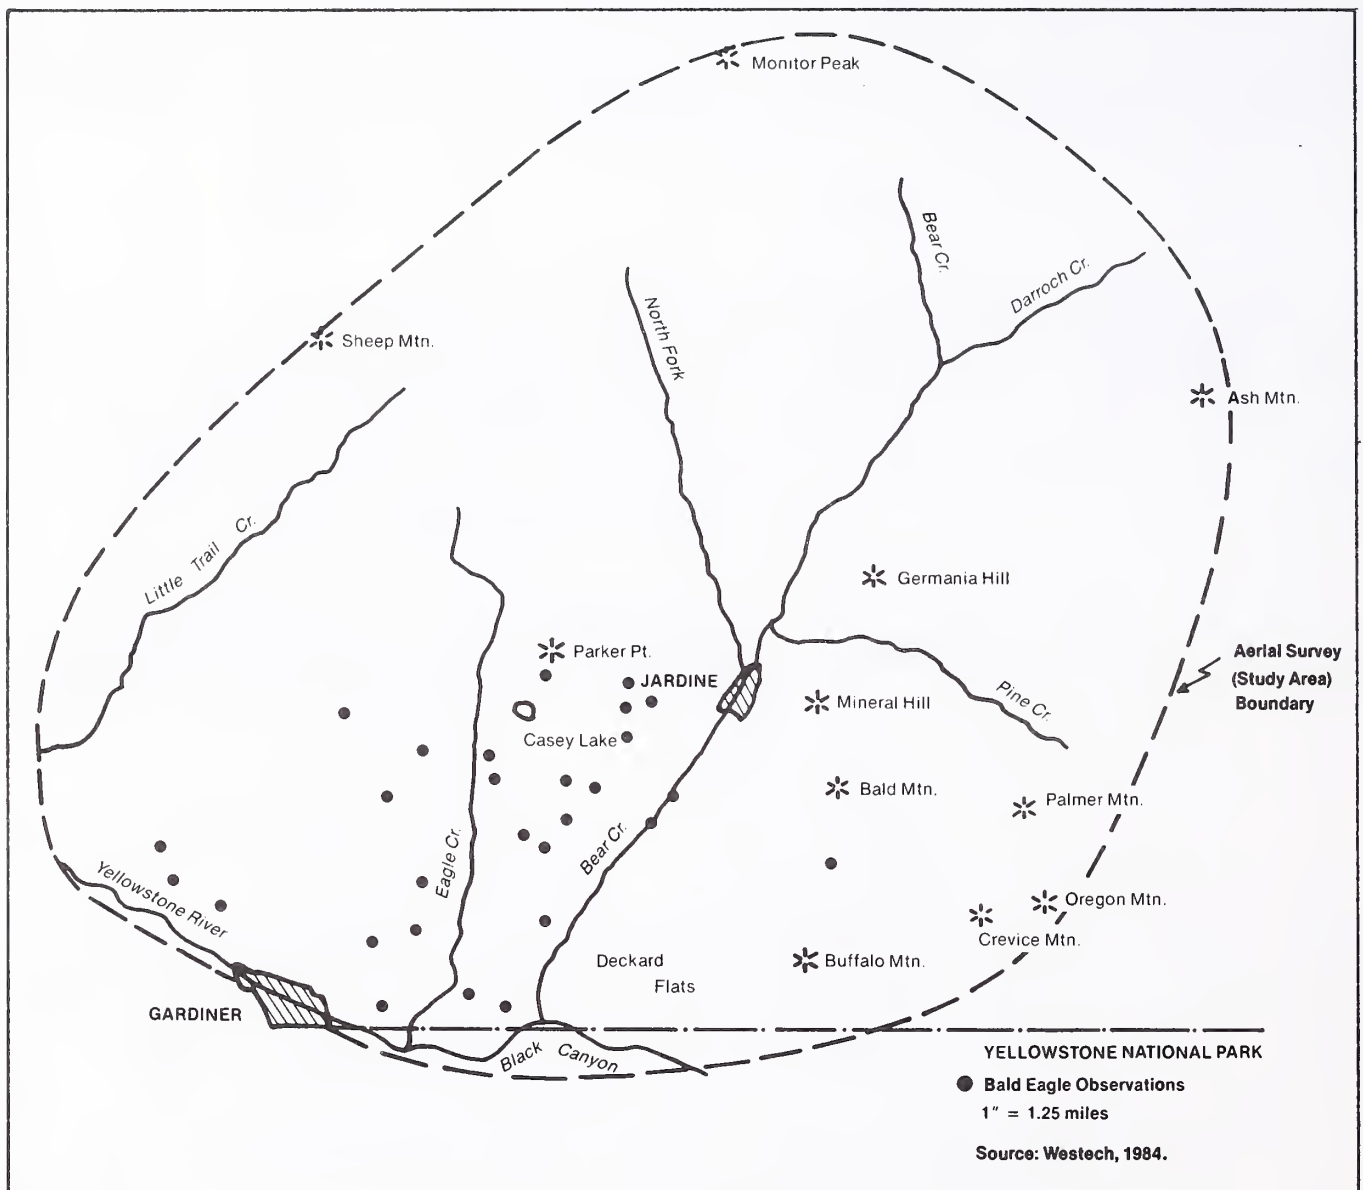 Monitor Peak
Bear Cr.
Darroch Cr.
North Fork
Sheep Mtn.
Ash Mtn.
Little Trail Cr.
Germania Hill
Parker Pt.
JARDINE
Aerial Survey
(Study Area)
Boundary
Mineral Hill
Pine Cr.
Casey Lake
Bald Mtn.
Palmer Mtn.
Eagle Cr.
Bear Cr.
Yellowstone River
Oregon Mtn.
Crevice Mtn.
Deckard
Flats
Buffalo Mtn.
GARDINER
Black Canyon
YELLOWSTONE NATIONAL PARK
Bald Eagle Observations
1" = 1.25 miles
Source: Westech, 1984.